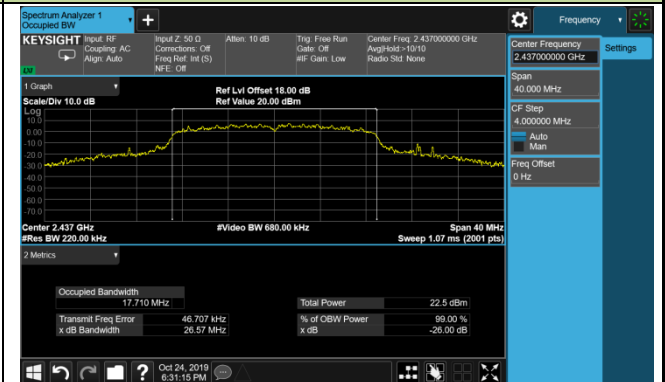 Spectrum Analyzer 1
Occupied BW
+
Frequency
KEYSIGHT
Input: RF
Coupling: AC
Align: Auto
Input Z: 50 Ω
Corrections: Off
Freq Ref: Int (S)
NFE: Off
Atten: 10 dB
Trig: Free Run
Gate: Off
#IF Gain: Low
Center Freq: 2.437000000 GHz
Avg|Hold:>10/10
Radio Std: None
LXI
Center Frequency
2.437000000 GHz
Settings
Span
40.000 MHz
CF Step
4.000000 MHz
Auto
Man
Freq Offset
0 Hz
1 Graph
Scale/Div 10.0 dB
Ref Lvl Offset 18.00 dB
Ref Value 20.00 dBm
Log
10.0
0.00
-10.0
-20.0
-30.0
-40.0
-50.0
-60.0
-70.0
Center 2.437 GHz
#Video BW 680.00 kHz
Span 40 MHz
#Res BW 220.00 kHz
Sweep 1.07 ms (2001 pts)
2 Metrics
Occupied Bandwidth
17.710 MHz
Total Power
22.5 dBm
Transmit Freq Error
46.707 kHz
% of OBW Power
99.00 %
x dB Bandwidth
26.57 MHz
x dB
-26.00 dB
?
Oct 24, 2019
6:31:15 PM